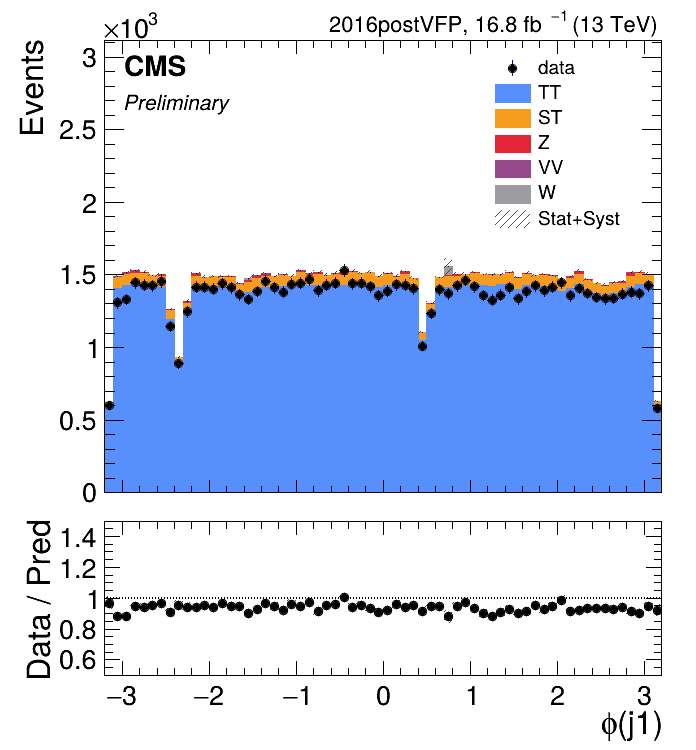 ×10³
2016postVFP, 16.8 fb ⁻¹ (13 TeV)
CMS
Preliminary
Events
3
2.5
2
1.5
1
0.5
0
data
TT
ST
Z
VV
W
Stat+Syst
Data / Pred
1.4
1.2
1
0.8
0.6
−3 −2 −1 0 1 2 3
ϕ(j1)